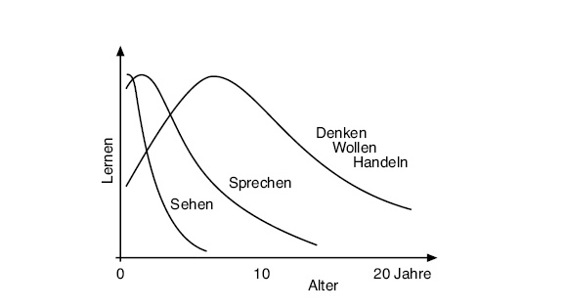 Lernen
Denken
Wollen
Handeln
Sprechen
Sehen
0 10 20 Jahre
Alter